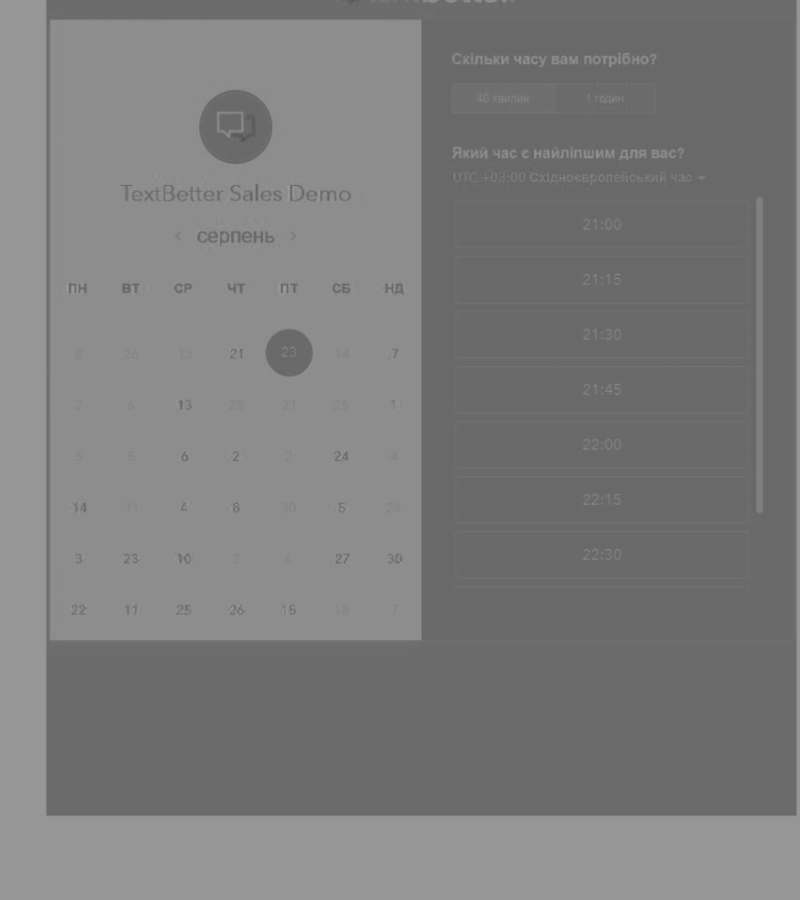 TextBetter Sales Demo
серпень
ПН ВТ СР ЧТ ПТ СБ НД
8 26 13 21 23 14 7
2 6 13 25 21 25 1
5 5 6 2 2 24 4
14 11 4 8 30 5 24
3 23 10 2 6 27 30
22 11 25 26 15 16 7
Скільки часу вам потрібно?
40 хвилин 1 годин
Який час є найліпшим для вас?
UTC +03:00 Східноєвропейський час
21:00
21:15
21:30
21:45
22:00
22:15
22:30